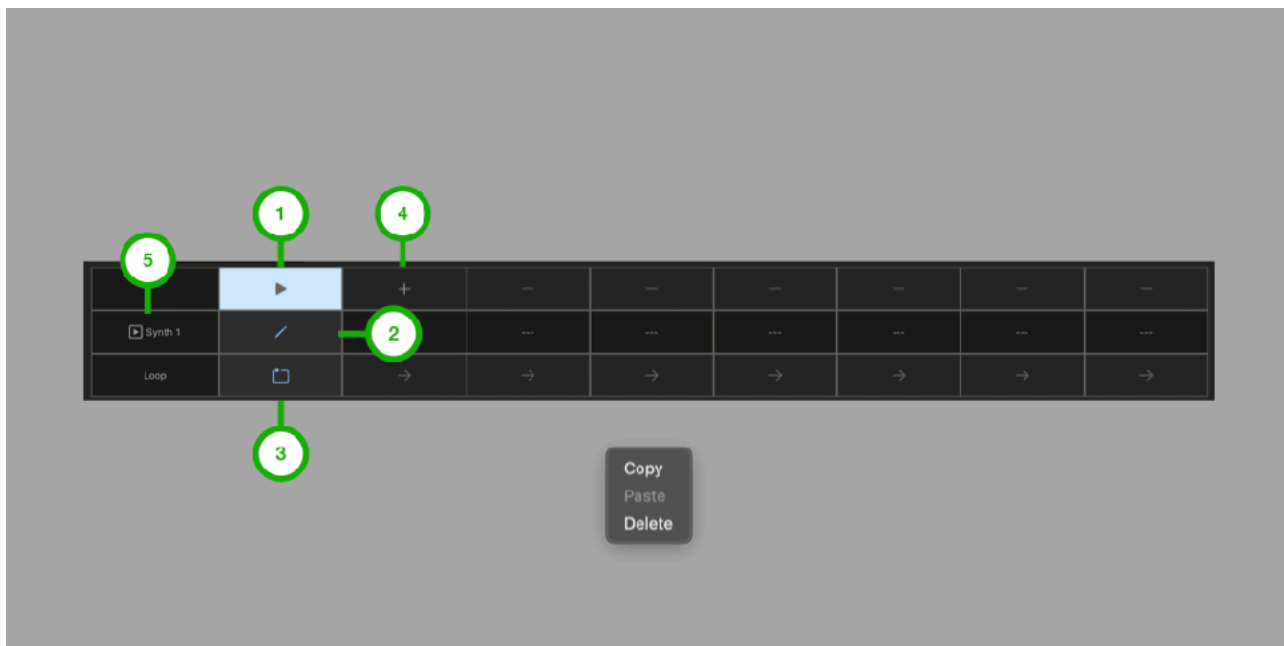 1
4
5
+ — — — — — —
Synth 1
2
--- --- --- --- --- ---
Loop
→ → → → → → →
3
Copy
Paste
Delete